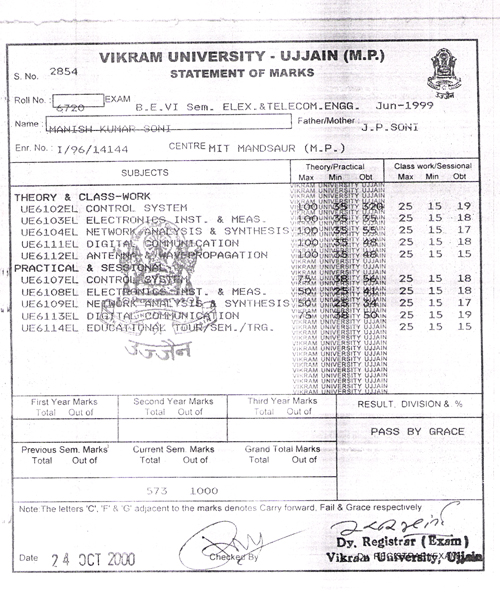 VIKRAM UNIVERSITY - UJJAIN (M.P.)
S. No. 2854 STATEMENT OF MARKS
Roll No. : 6720 EXAM B.E.VI Sem. ELEX.&TELECOM.ENGG. Jun-1999
Name : MANISH KUMAR SONI Father/Mother : J.P.SONI
Enr. No. : I/96/14144 CENTRE MIT MANDSAUR (M.P.)
SUBJECTS Theory/Practical Class work/Sessional
Max Min Obt Max Min Obt
THEORY & CLASS-WORK
UE6102EL CONTROL SYSTEM 100 35 25 15 19
UE6103EL ELECTRONICS INST. & MEAS. 100 35 35 25 15 18
UE6104EL NETWORK ANALYSIS & SYNTHESIS 100 35 55 25 15 17
UE6111EL DIGITAL COMMUNICATION 100 35 48 25 15 18
UE6112EL ANTENNA & WAVEPROPAGATION 100 35 48 25 15 15
PRACTICAL & SESSIONAL
UE6107EL CONTROL SYSTEM 75 38 56 25 15 18
UE6108EL ELECTRONICS INST. & MEAS. 50 25 41 25 15 18
UE6109EL NETWORK ANALYSIS & SYNTHESIS 50 25 34 25 15 17
UE6113EL DIGITAL COMMUNICATION 75 38 50 25 15 19
UE6114EL EDUCATIONAL TOUR/SEM./TRG. 25 15 15
उज्जैन
First Year Marks Second Year Marks Third Year Marks RESULT. DIVISION & %
Total Out of Total Out of Total Out of
PASS BY GRACE
Previous Sem. Marks Current Sem. Marks Grand Total Marks
Total Out of Total Out of Total Out of
573 1000
Note:The letters 'C', 'F' & 'G' adjacent to the marks denotes Carry forward, Fail & Grace respectively
Dy. Registrar (Exam)
Date 24 OCT 2000 Checked By Vikram University, Ujjain